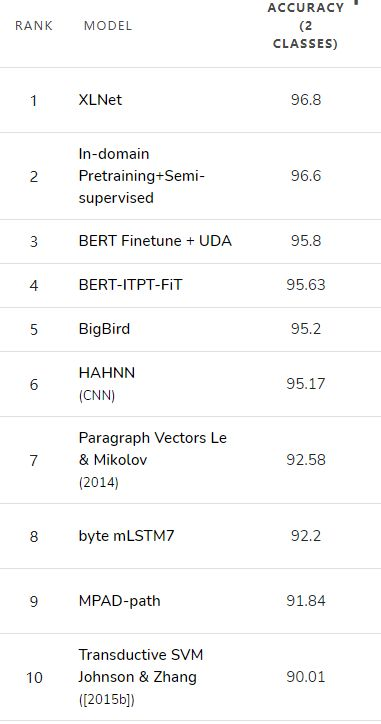 RANK MODEL ACCURACY
(2
CLASSES)
1 XLNet 96.8
In-domain
2 Pretraining+Semi- 96.6
supervised
3 BERT Finetune + UDA 95.8
4 BERT-ITPT-FiT 95.63
5 BigBird 95.2
6 HAHNN 95.17
(CNN)
Paragraph Vectors Le
7 & Mikolov 92.58
(2014)
8 byte mLSTM7 92.2
9 MPAD-path 91.84
Transductive SVM
10 Johnson & Zhang 90.01
([2015b])